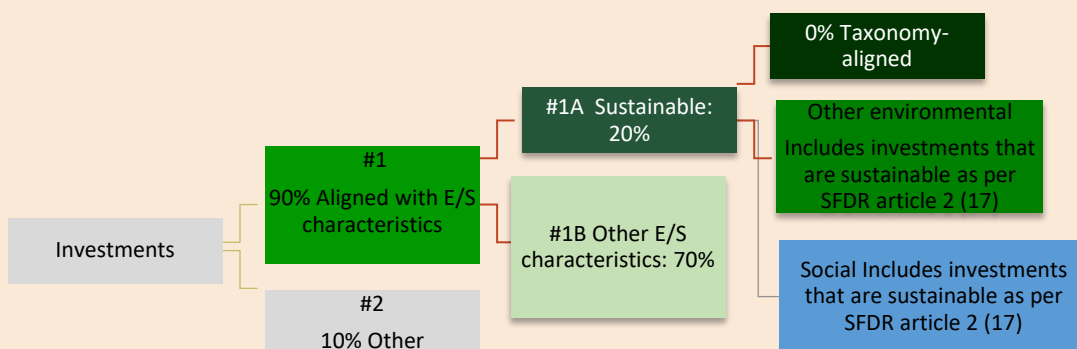 Investments
#1
90% Aligned with E/S
characteristics
#2
10% Other
#1A  Sustainable:
20%
#1B Other E/S
characteristics: 70%
0% Taxonomy-
aligned
Other environmental
Includes investments that
are sustainable as per
SFDR article 2 (17)
Social Includes investments
that are sustainable as per
SFDR article 2 (17)